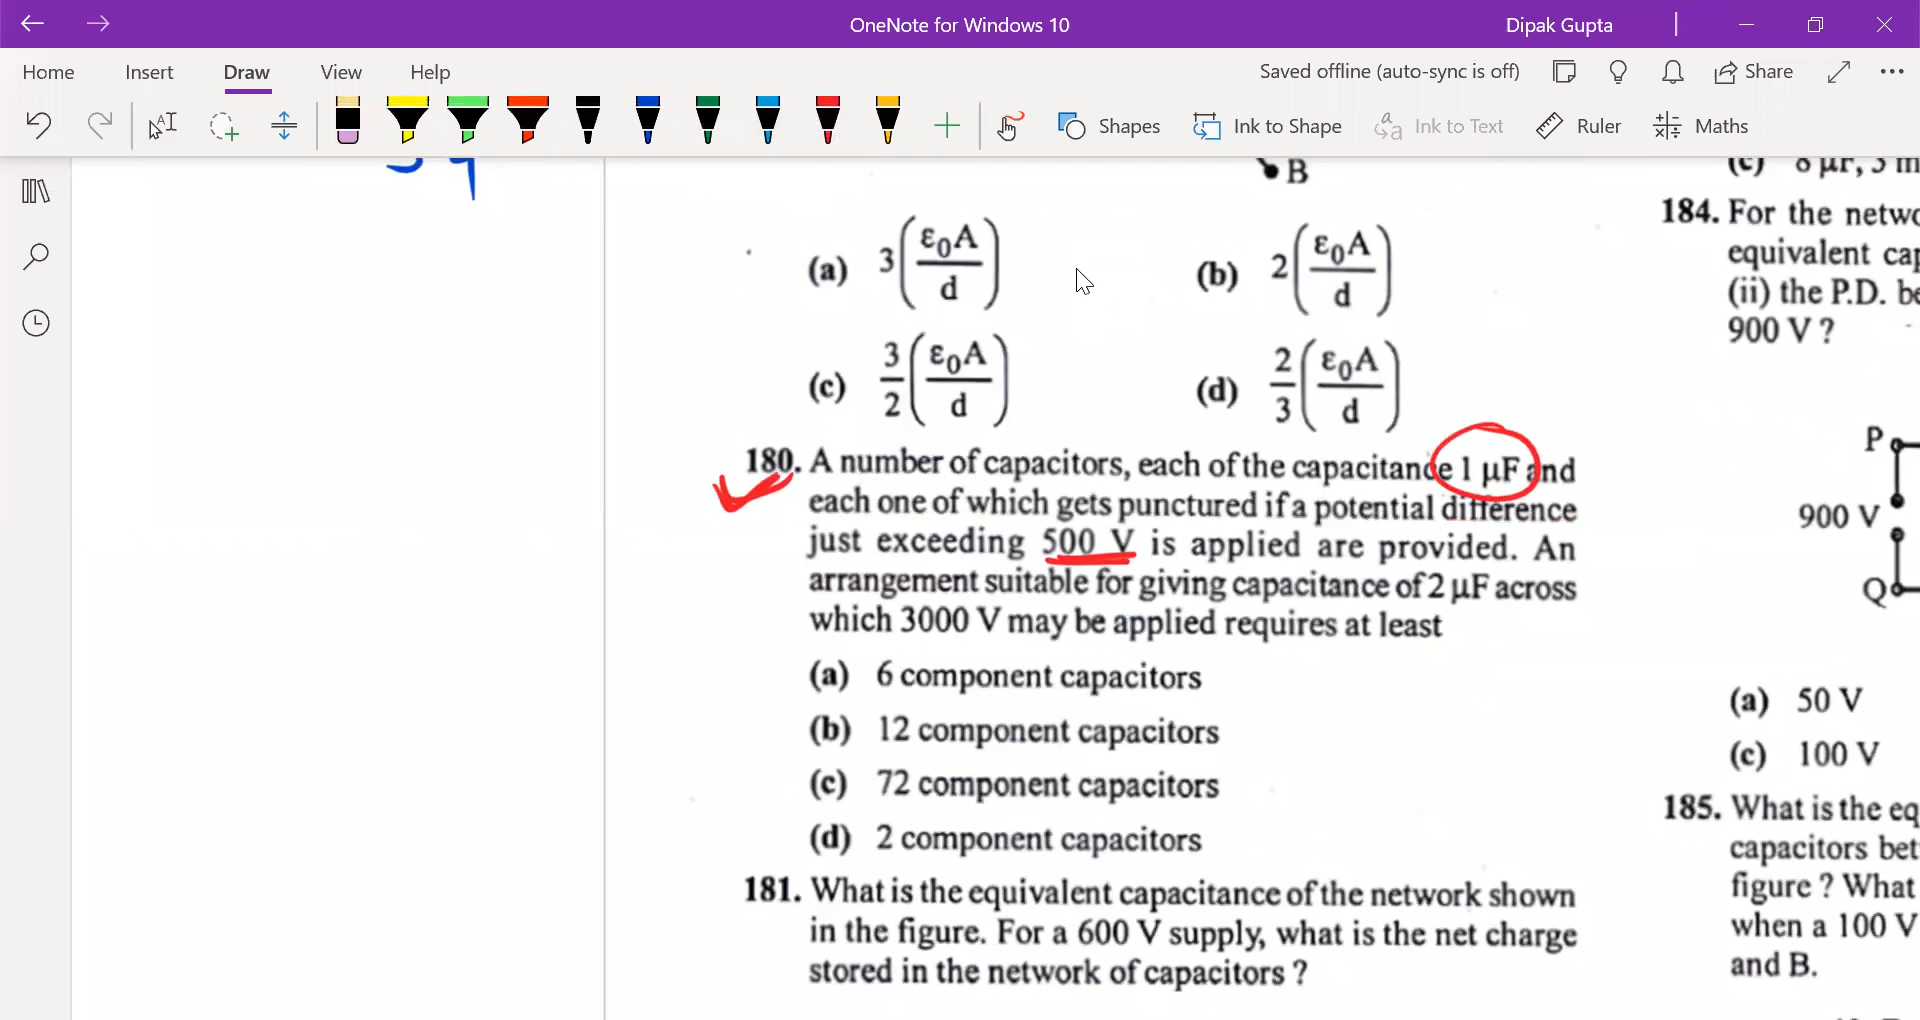 OneNote for Windows 10
Dipak Gupta
Home Insert Draw View Help
Saved offline (auto-sync is off) Share
Shapes Ink to Shape Ink to Text Ruler Maths
B
(a) 3(ε₀A/d) (b) 2(ε₀A/d)
(c) 3/2(ε₀A/d) (d) 2/3(ε₀A/d)
180. A number of capacitors, each of the capacitance 1 μF and
each one of which gets punctured if a potential difference
just exceeding 500 V is applied are provided. An
arrangement suitable for giving capacitance of 2 μF across
which 3000 V may be applied requires at least
(a) 6 component capacitors
(b) 12 component capacitors
(c) 72 component capacitors
(d) 2 component capacitors
181. What is the equivalent capacitance of the network shown
in the figure. For a 600 V supply, what is the net charge
stored in the network of capacitors ?
(c) 8 μF, 3 m
184. For the netwo
equivalent cap
(ii) the P.D. be
900 V ?
P
900 V
Q
(a) 50 V
(c) 100 V
185. What is the eq
capacitors bet
figure ? What
when a 100 V
and B.